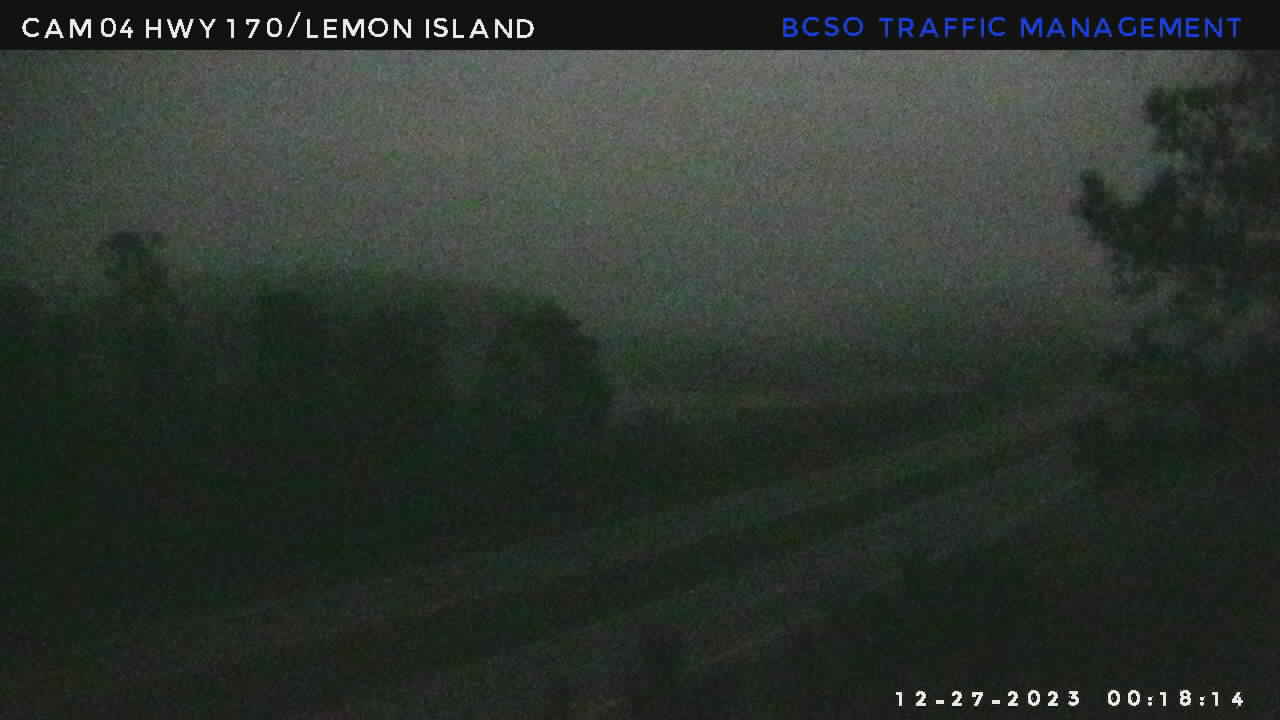 CAM04 HWY 170/LEMON ISLAND
BCSO TRAFFIC MANAGEMENT
12-27-2023 00:18:14